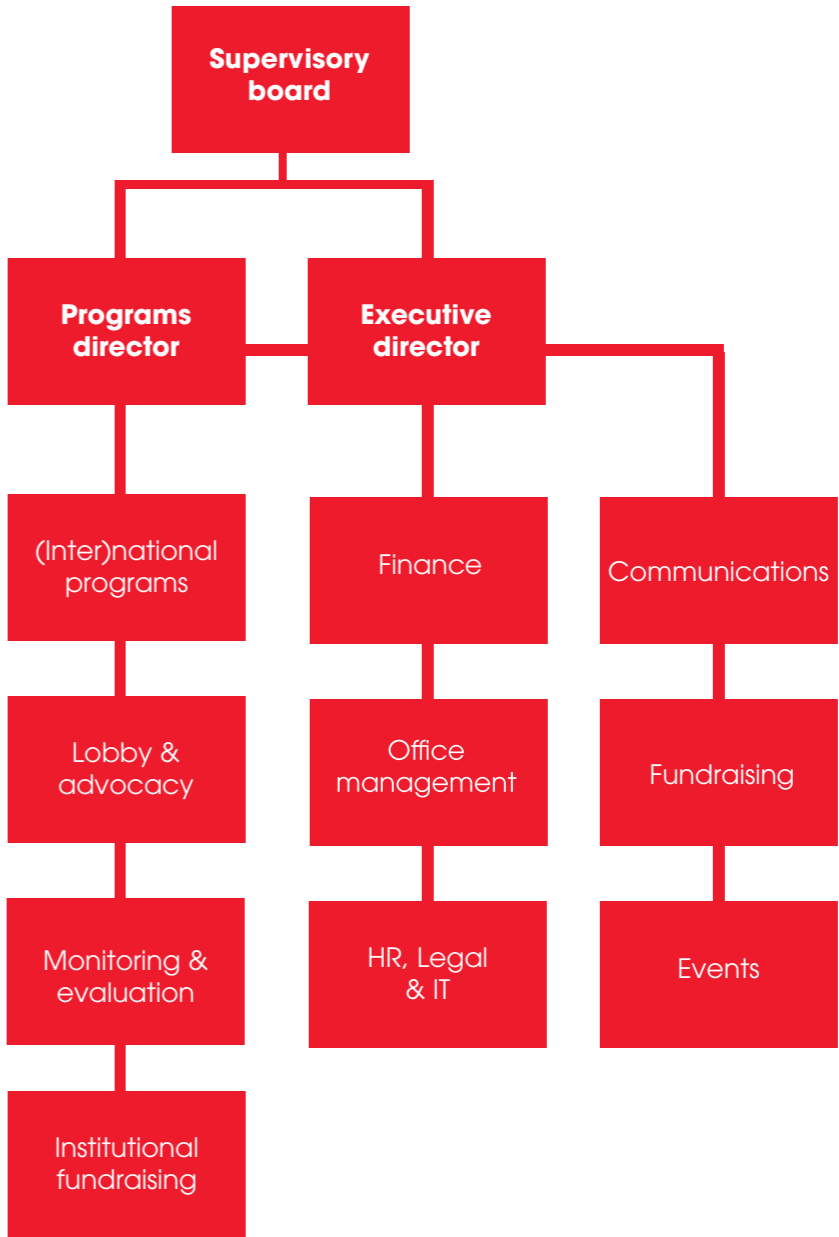 Supervisory
board
Programs
director
Executive
director
(Inter)national
programs
Finance
Communications
Lobby &
advocacy
Office
management
Fundraising
Monitoring &
evaluation
HR, Legal
& IT
Events
Institutional
fundraising